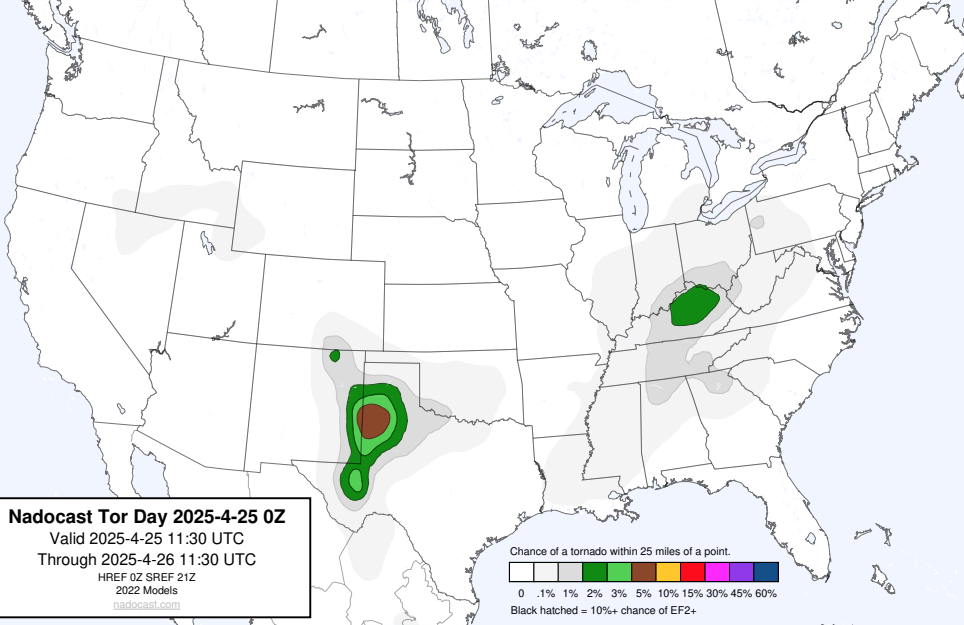 Nadocast Tor Day 2025-4-25 0Z
Valid 2025-4-25 11:30 UTC
Through 2025-4-26 11:30 UTC
HREF 0Z SREF 21Z
2022 Models
nadocast.com
Chance of a tornado within 25 miles of a point.
0 .1% 1% 2% 3% 5% 10% 15% 30% 45% 60%
Black hatched = 10%+ chance of EF2+